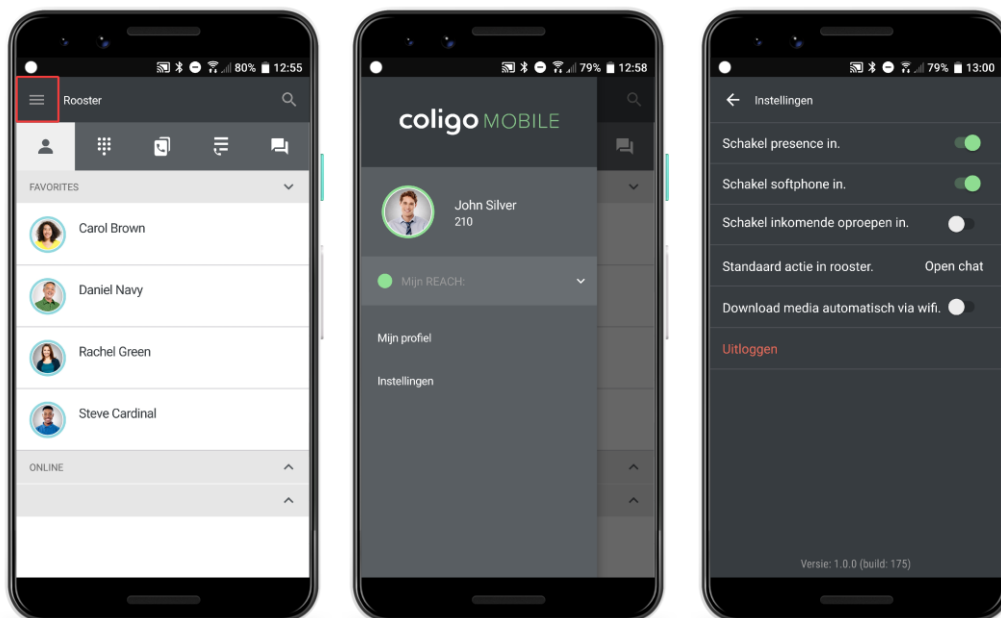 80% 12:55
Rooster
FAVORITES
Carol Brown
Daniel Navy
Rachel Green
Steve Cardinal
ONLINE
79% 12:58
coligo MOBILE
John Silver
210
Mijn REACH:
Mijn profiel
Instellingen
79% 13:00
Instellingen
Schakel presence in.
Schakel softphone in.
Schakel inkomende oproepen in.
Standaard actie in rooster. Open chat
Download media automatisch via wifi.
Uitloggen
Versie: 1.0.0 (build: 175)